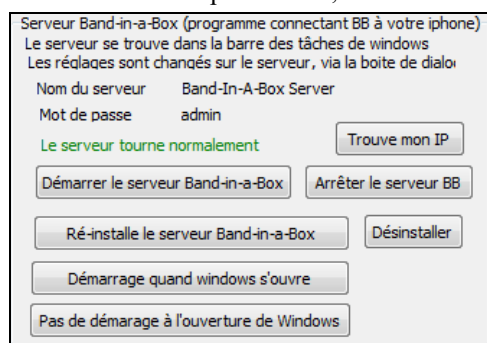 Serveur Band-in-a-Box (programme connectant BB à votre iphone)
Le serveur se trouve dans la barre des tâches de windows
Les réglages sont changés sur le serveur, via la boite de dialo
Nom du serveur Band-In-A-Box Server
Mot de passe admin
Le serveur tourne normalement Trouve mon IP
Démarrer le serveur Band-in-a-Box Arrêter le serveur BB
Ré-installe le serveur Band-in-a-Box Désinstaller
Démarrage quand windows s'ouvre
Pas de démarage à l'ouverture de Windows